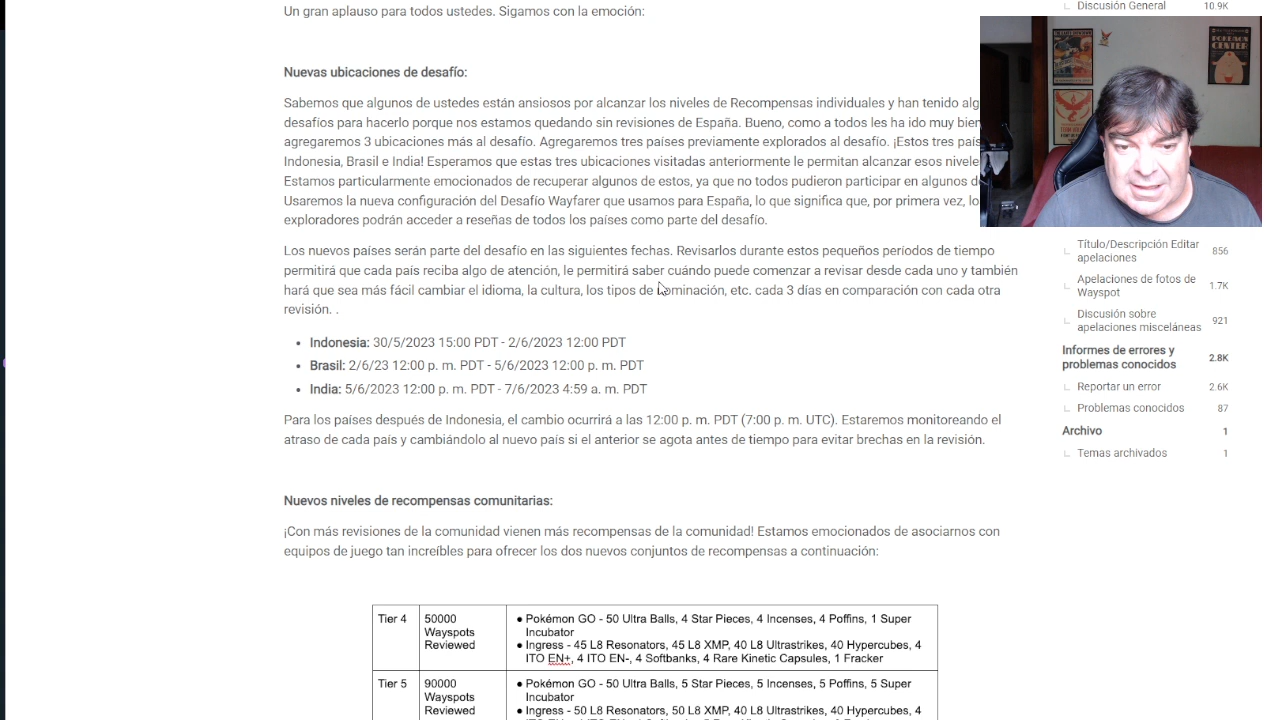 Un gran aplauso para todos ustedes. Sigamos con la emoción:
Nuevas ubicaciones de desafío:
Sabemos que algunos de ustedes están ansiosos por alcanzar los niveles de Recompensas individuales y han tenido
desafíos para hacerlo porque nos estamos quedando sin revisiones de España. Bueno, como a todos les ha ido muy bien
agregaremos 3 ubicaciones más al desafío. Agregaremos tres países previamente explorados al desafío. ¡Estos tres
Indonesia, Brasil e India! Esperamos que estas tres ubicaciones visitadas anteriormente le permitan alcanzar esos
Estamos particularmente emocionados de recuperar algunos de estos, ya que no todos pudieron participar en algunos
Usaremos la nueva configuración del Desafío Wayfarer que usamos para España, lo que significa que, por primera vez,
exploradores podrán acceder a reseñas de todos los países como parte del desafío.
Los nuevos países serán parte del desafío en las siguientes fechas. Revisarlos durante estos pequeños períodos de tiempo
permitirá que cada país reciba algo de atención, le permitirá saber cuándo puede comenzar a revisar desde cada uno y también
hará que sea más fácil cambiar el idioma, la cultura, los tipos de nominación, etc. cada 3 días en comparación con cada otra
revisión. .
• Indonesia: 30/5/2023 15:00 PDT - 2/6/2023 12:00 PDT
• Brasil: 2/6/23 12:00 p. m. PDT - 5/6/2023 12:00 p. m. PDT
• India: 5/6/2023 12:00 p. m. PDT - 7/6/2023 4:59 a. m. PDT
Para los países después de Indonesia, el cambio ocurrirá a las 12:00 p. m. PDT (7:00 p. m. UTC). Estaremos monitoreando el
atraso de cada país y cambiándolo al nuevo país si el anterior se agota antes de tiempo para evitar brechas en la revisión.
Nuevos niveles de recompensas comunitarias:
¡Con más revisiones de la comunidad vienen más recompensas de la comunidad! Estamos emocionados de asociarnos con
equipos de juego tan increíbles para ofrecer los dos nuevos conjuntos de recompensas a continuación:
Tier 4 50000 ● Pokémon GO - 50 Ultra Balls, 4 Star Pieces, 4 Incenses, 4 Poffins, 1 Super
Wayspots Incubator
Reviewed ● Ingress - 45 L8 Resonators, 45 L8 XMP, 40 L8 Ultrastrikes, 40 Hypercubes, 4
ITO EN+, 4 ITO EN-, 4 Softbanks, 4 Rare Kinetic Capsules, 1 Fracker
Tier 5 90000 ● Pokémon GO - 50 Ultra Balls, 5 Star Pieces, 5 Incenses, 5 Poffins, 5 Super
Wayspots Incubator
Reviewed ● Ingress - 50 L8 Resonators, 50 L8 XMP, 40 L8 Ultrastrikes, 40 Hypercubes, 4
Discusión General 10.9K
POKÉMON
CENTER
Título/Descripción Editar
apelaciones 856
Apelaciones de fotos de
Wayspot 1.7K
Discusión sobre
apelaciones misceláneas 921
Informes de errores y
problemas conocidos 2.8K
Reportar un error 2.6K
Problemas conocidos 87
Archivo 1
Temas archivados 1